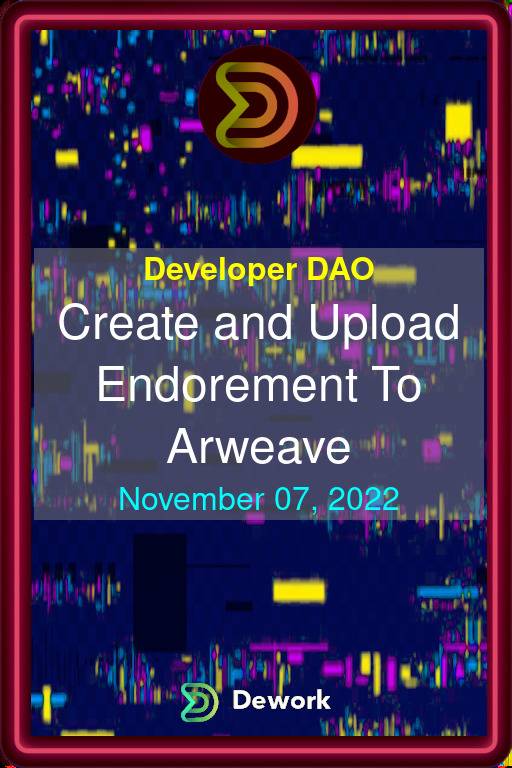 Developer DAO
Create and Upload
Endorement To
Arweave
November 07, 2022
Dework